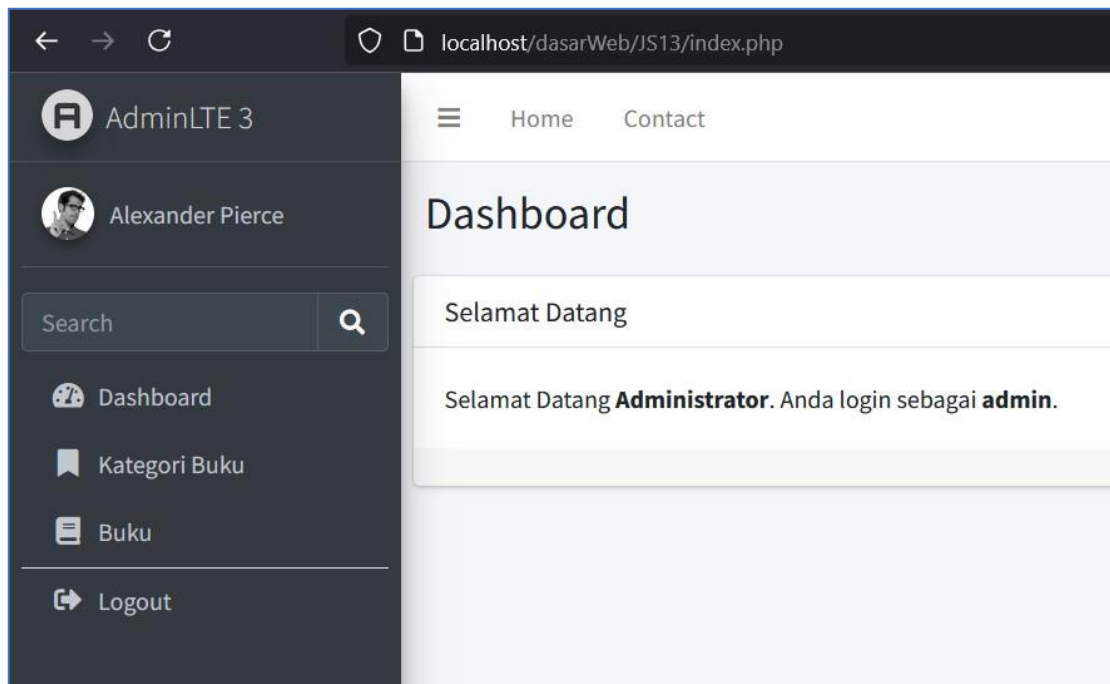 localhost/dasarWeb/JS13/index.php
AdminLTE 3
Home Contact
Alexander Pierce
Dashboard
Search
Selamat Datang
Dashboard
Selamat Datang Administrator. Anda login sebagai admin.
Kategori Buku
Buku
Logout